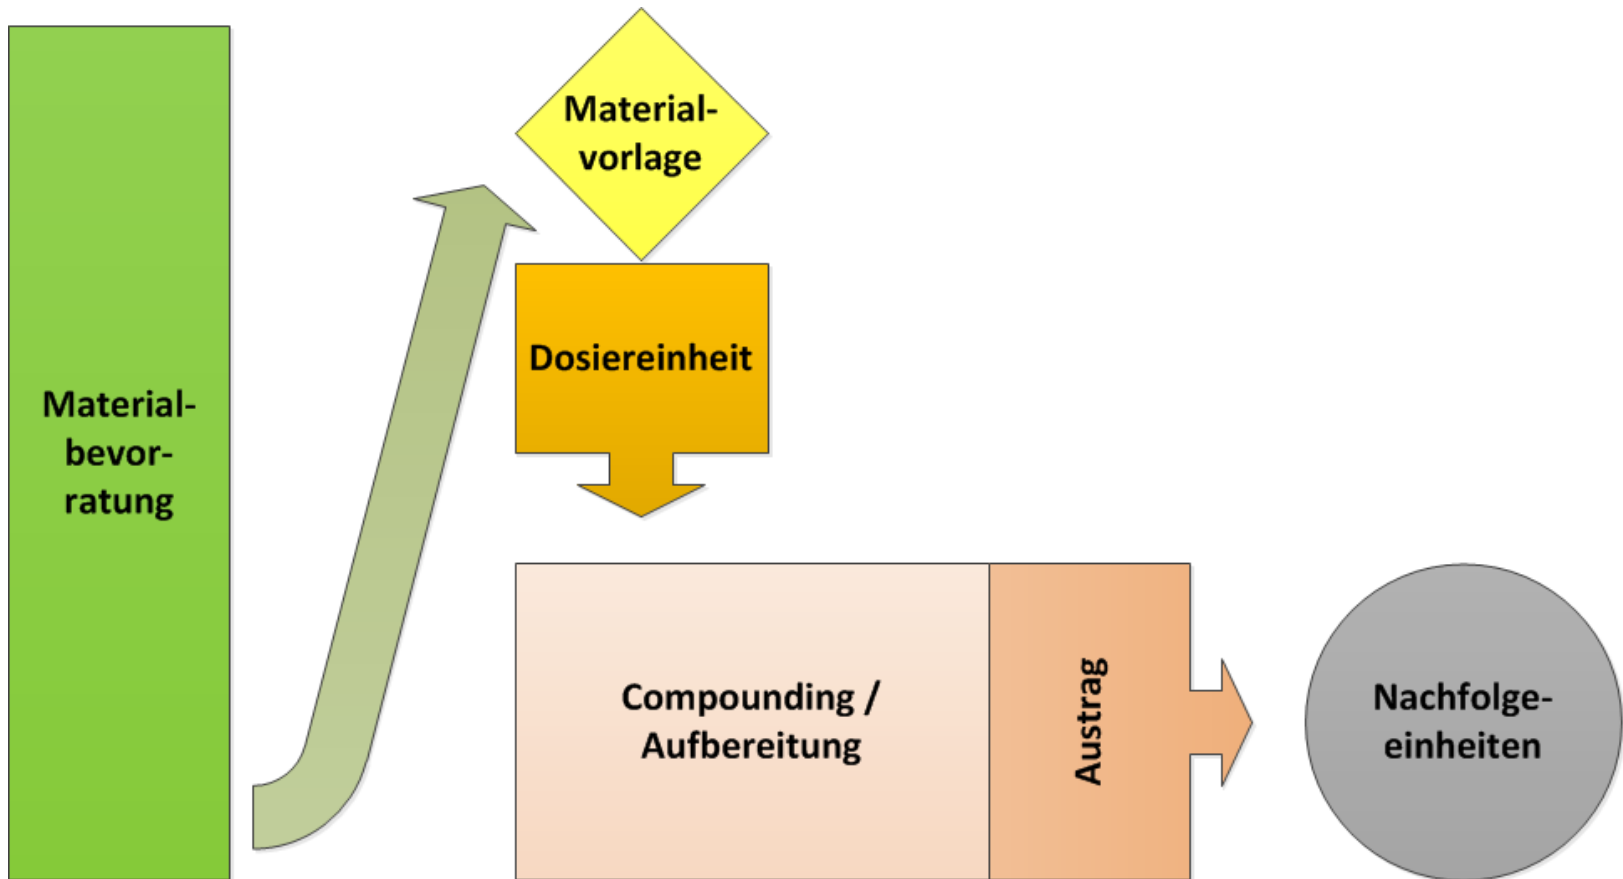 Material-
bevor-
ratung
Material-
vorlage
Dosiereinheit
Compounding /
Aufbereitung
Austrag
Nachfolge-
einheiten